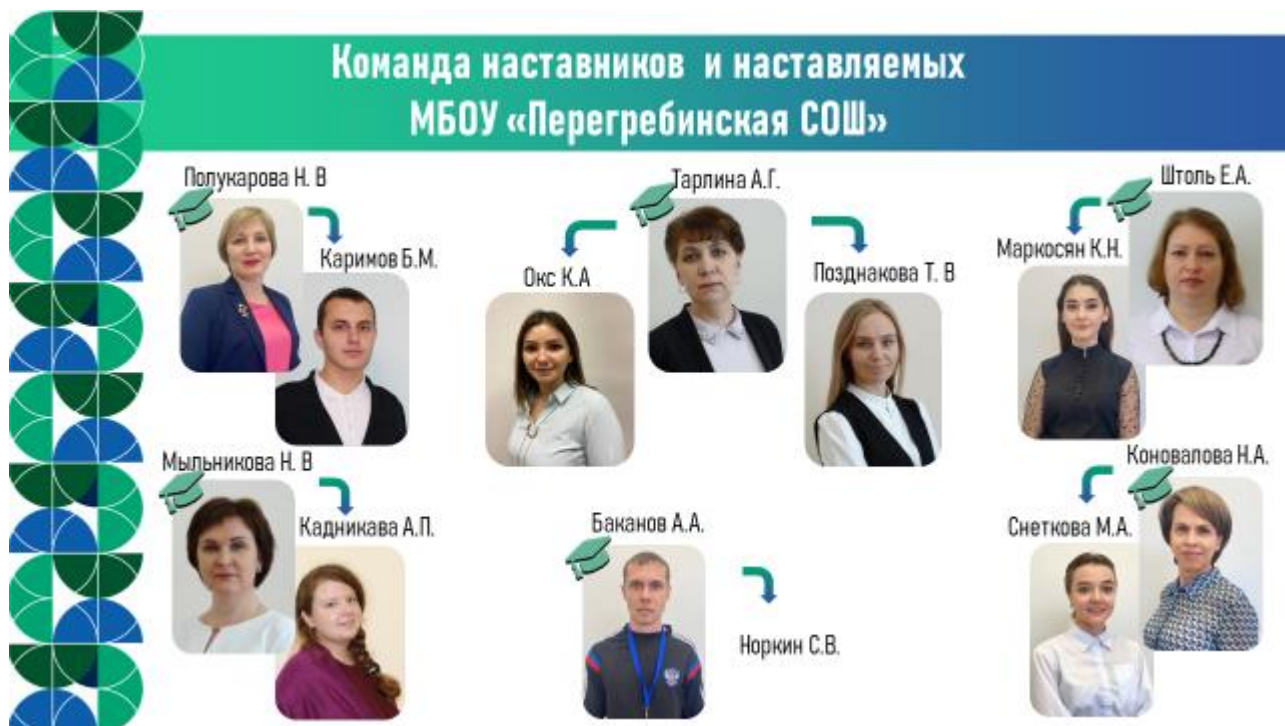 Команда наставников и наставляемых
МБОУ «Перегребинская СОШ»
Полукарова Н. В
Каримов Б.М.
Тарлина А.Г.
Окс К.А
Позднакова Т. В
Штоль Е.А.
Маркосян К.Н.
Мыльникова Н. В
Кадникава А.П.
Баканов А.А.
Норкин С.В.
Коновалова Н.А.
Снеткова М.А.